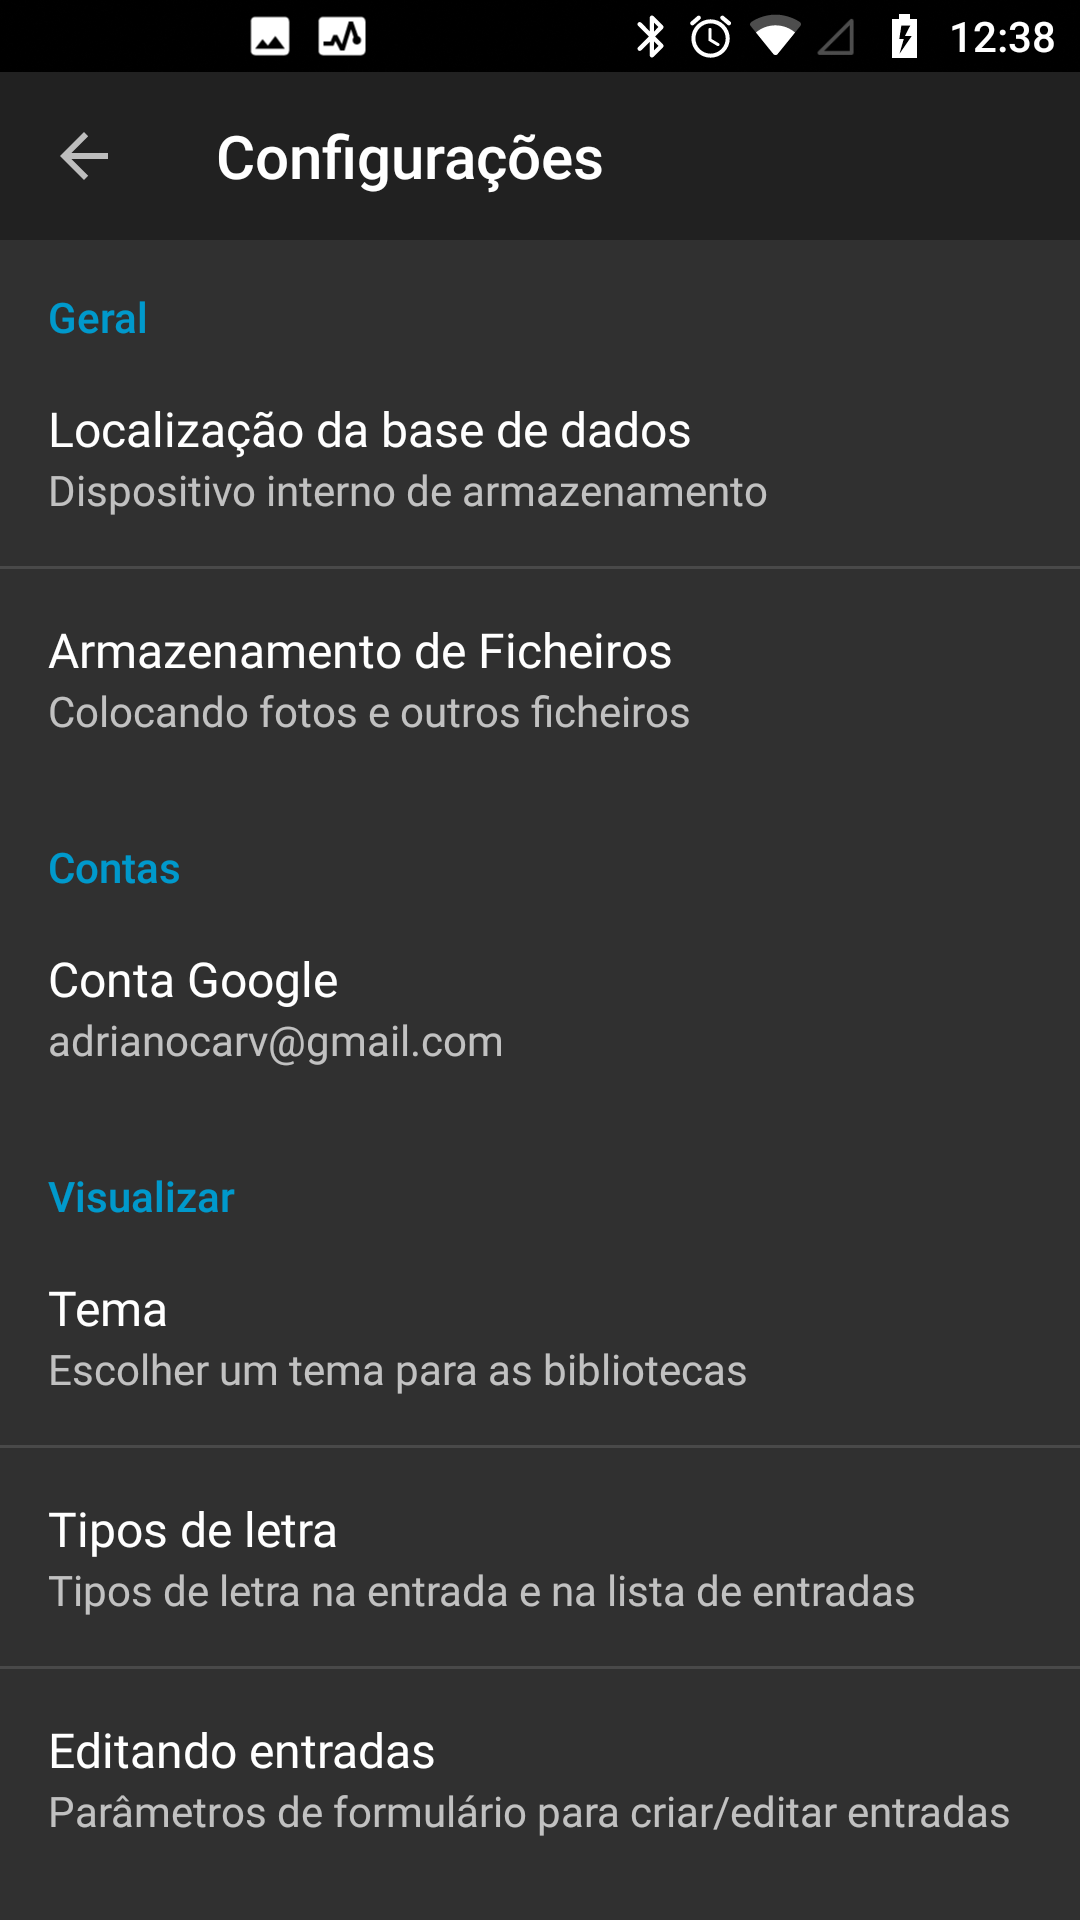 12:38
Configurações
Geral
Localização da base de dados
Dispositivo interno de armazenamento
Armazenamento de Ficheiros
Colocando fotos e outros ficheiros
Contas
Conta Google
adrianocarv@gmail.com
Visualizar
Tema
Escolher um tema para as bibliotecas
Tipos de letra
Tipos de letra na entrada e na lista de entradas
Editando entradas
Parâmetros de formulário para criar/editar entradas